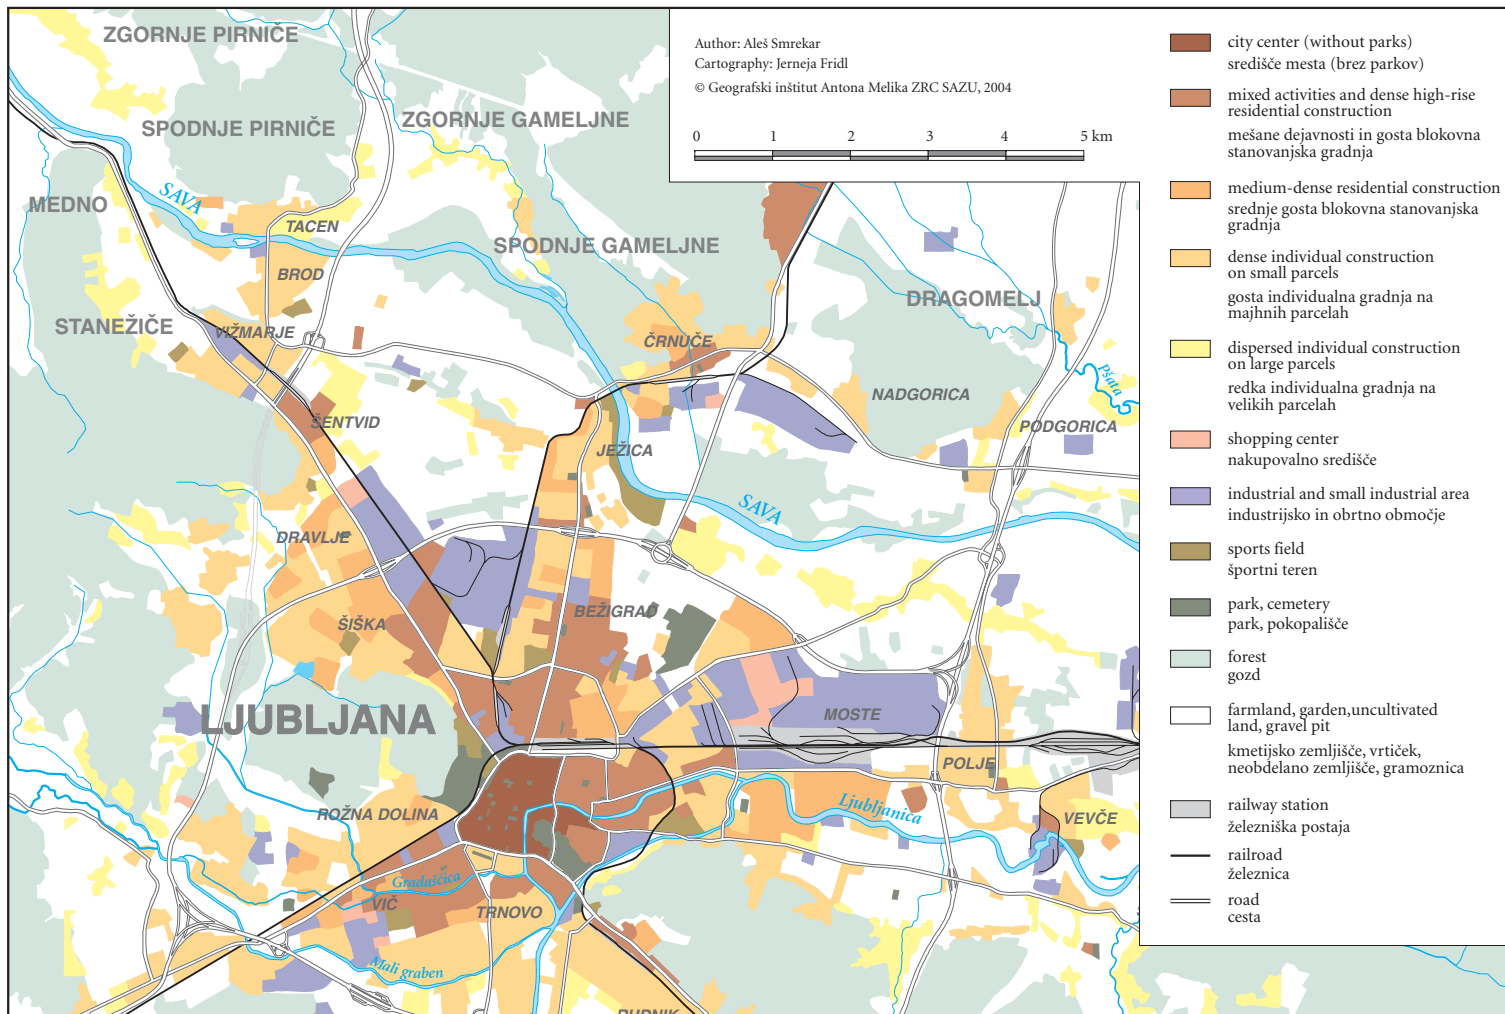 Author: Aleš Smrekar
Cartography: Jerneja Fridl
© Geografski inštitut Antona Melika ZRC SAZU, 2004
0 1 2 3 4 5 km
city center (without parks)
središče mesta (brez parkov)
mixed activities and dense high-rise
residential construction
mešane dejavnosti in gosta blokovna
stanovanjska gradnja
medium-dense residential construction
srednje gosta blokovna stanovanjska
gradnja
dense individual construction
on small parcels
gosta individualna gradnja na
majhnih parcelah
dispersed individual construction
on large parcels
redka individualna gradnja na
velikih parcelah
shopping center
nakupovalno središče
industrial and small industrial area
industrijsko in obrtno območje
sports field
športni teren
park, cemetery
park, pokopališče
forest
gozd
farmland, garden,uncultivated
land, gravel pit
kmetijsko zemljišče, vrtiček,
neobdelano zemljišče, gramoznica
railway station
železniška postaja
railroad
železnica
road
cesta
ZGORNJE PIRNIČE
SPODNJE PIRNIČE
ZGORNJE GAMELJNE
MEDNO
SAVA
TACEN
SPODNJE GAMELJNE
BROD
DRAGOMELJ
STANEŽIČE
VIŽMARJE
ČRNUČE
Pšata
NADGORICA
ŠENTVID
PODGORICA
JEŽICA
SAVA
DRAVLJE
BEŽIGRAD
ŠIŠKA
LJUBLJANA
MOSTE
POLJE
ROŽNA DOLINA
Ljubljanica
VEVČE
Gradaščica
VIČ
TRNOVO
Mali graben
RUDNIK